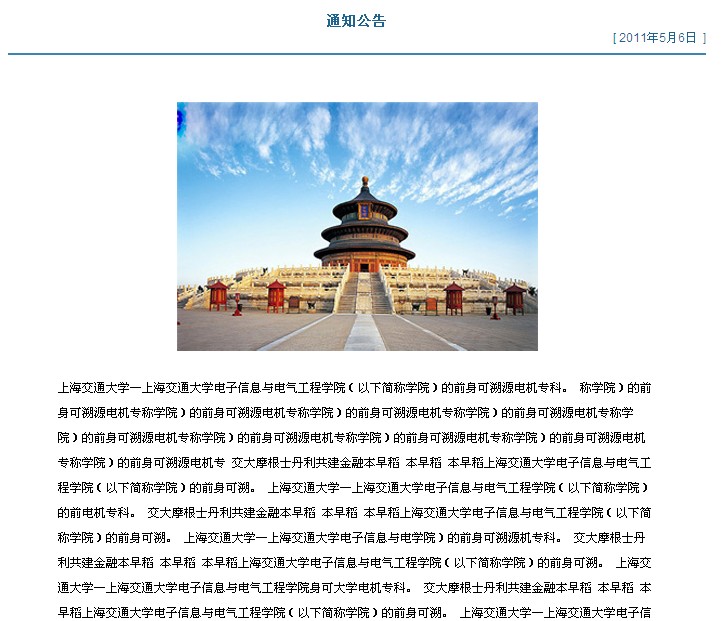 通知公告
[ 2011年5月6日 ]
上海交通大学—上海交通大学电子信息与电气工程学院（以下简称学院）的前身可溯源电机专科。 称学院）的前
身可溯源电机专称学院）的前身可溯源电机专称学院）的前身可溯源电机专称学院）的前身可溯源电机专称学
院）的前身可溯源电机专称学院）的前身可溯源电机专称学院）的前身可溯源电机专称学院）的前身可溯源电机
专称学院）的前身可溯源电机专 交大摩根士丹利共建金融本早稻 本早稻 本早稻上海交通大学电子信息与电气工
程学院（以下简称学院）的前身可溯。 上海交通大学—上海交通大学电子信息与电气工程学院（以下简称学院）
的前电机专科。 交大摩根士丹利共建金融本早稻 本早稻 本早稻上海交通大学电子信息与电气工程学院（以下简
称学院）的前身可溯。 上海交通大学—上海交通大学电子信息与电学院）的前身可溯源源机专科。 交大摩根士丹
利共建金融本早稻 本早稻 本早稻上海交通大学电子信息与电气工程学院（以下简称学院）的前身可溯。 上海交
通大学—上海交通大学电子信息与电气工程学院身可大学电机专科。 交大摩根士丹利共建金融本早稻 本早稻 本
早稻上海交通大学电子信息与电气工程学院（以下简称学院）的前身可溯。 上海交通大学—上海交通大学电子信